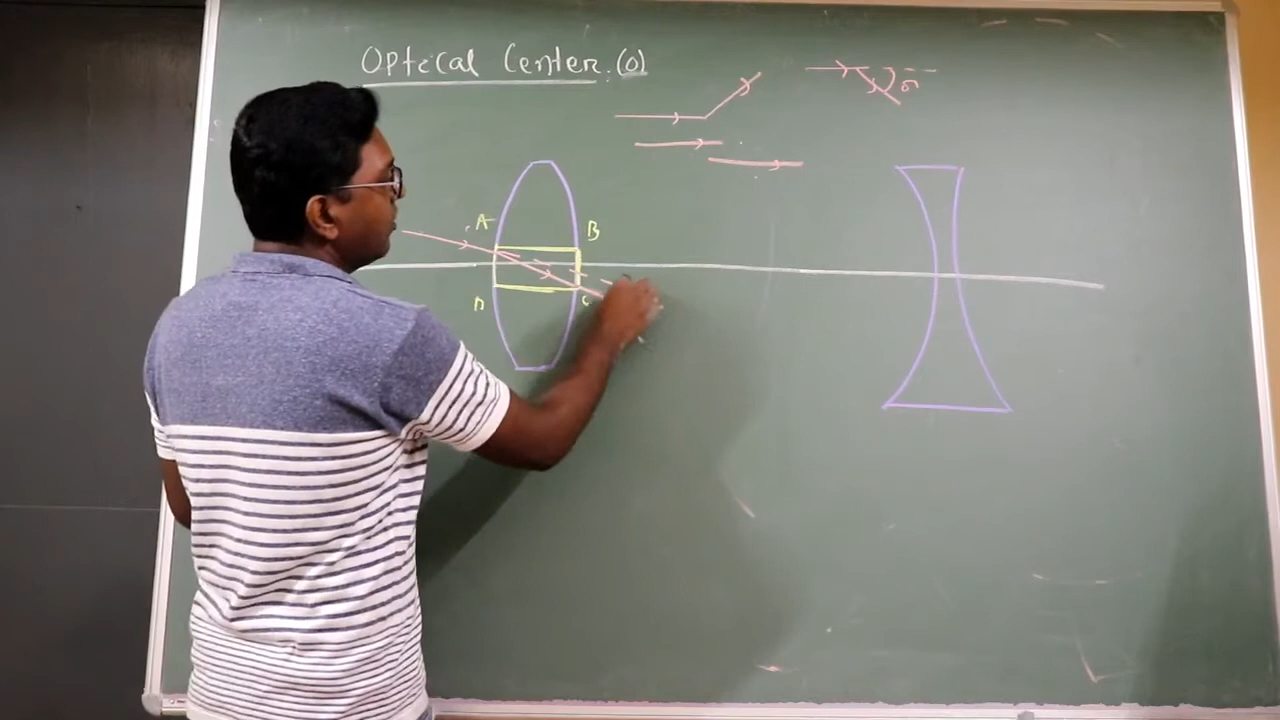 Optical Center. (O)
δ
A
B
D
C